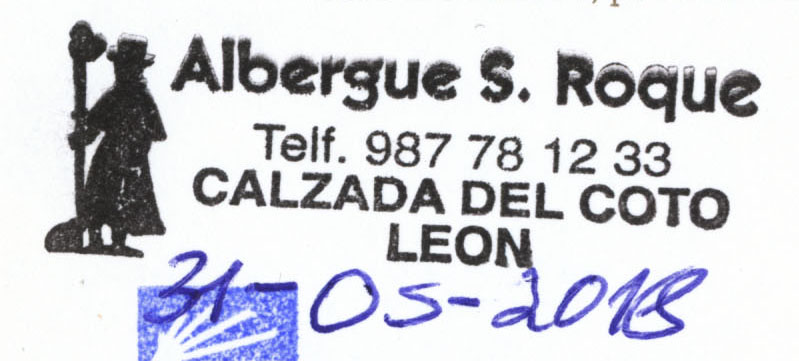 Albergue S. Roque
Telf. 987 78 12 33
CALZADA DEL COTO
LEON
31-05-2018